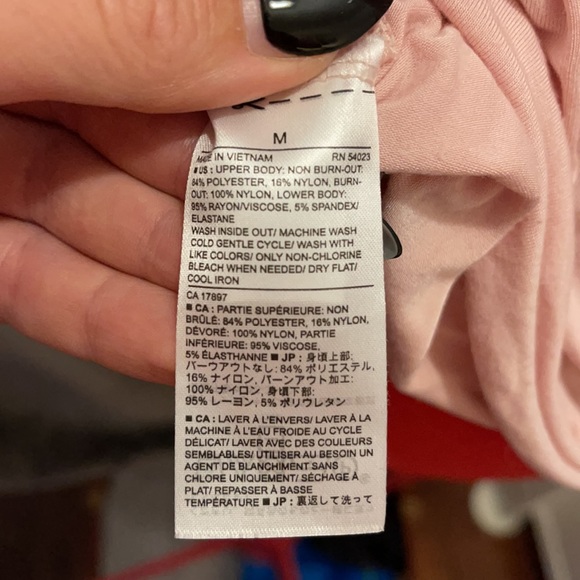 M
MADE IN VIETNAM RN 54023
■US: UPPER BODY: NON BURN-OUT:
84% POLYESTER, 16% NYLON, BURN-
OUT: 100% NYLON, LOWER BODY:
95% RAYON/VISCOSE, 5% SPANDEX/
ELASTANE
WASH INSIDE OUT/ MACHINE WASH
COLD GENTLE CYCLE/ WASH WITH
LIKE COLORS/ ONLY NON-CHLORINE
BLEACH WHEN NEEDED/ DRY FLAT/
COOL IRON
CA 17897
■ CA: PARTIE SUPÉRIEURE: NON
BRÛLÉ: 84% POLYESTER, 16% NYLON,
DÉVORÉ: 100% NYLON, PARTIE
INFÉRIEURE: 95% VISCOSE,
5% ÉLASTHANNE ■ JP: 身頃上部:
バーンアウトなし: 84% ポリエステル,
16% ナイロン, バーンアウト加工:
100% ナイロン, 身頃下部:
95% レーヨン, 5% ポリウレタン
■ CA: LAVER À L'ENVERS/ LAVER À LA
MACHINE À L'EAU FROIDE AU CYCLE
DÉLICAT/ LAVER AVEC DES COULEURS
SEMBLABLES/ UTILISER AU BESOIN UN
AGENT DE BLANCHIMENT SANS
CHLORE UNIQUEMENT/ SÉCHAGE À
PLAT/ REPASSER À BASSE
TEMPÉRATURE ■ JP: 裏返して洗って